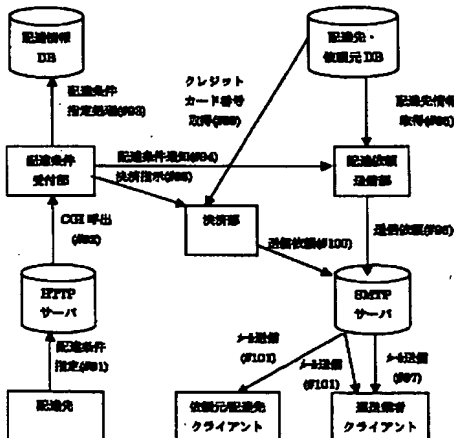 配達情報
DB
配達先・
依頼元DB
クレジット
カード番号
取得(#99)
配達条件
指定処理(#93)
配達先情報
取得(#95)
配達条件
受付部
配達条件通知(#94)
決済指示(#98)
配達依頼
送信部
決済部
CGI呼出
(#92)
送信依頼(#100)
送信依頼(#96)
HTTP
サーバ
SMTP
サーバ
配達条件
指定(#91)
メール送信
(#101)
メール送信
(#101)
メール送信
(#97)
配達先
依頼元/配達先
クライアント
運送業者
クライアント